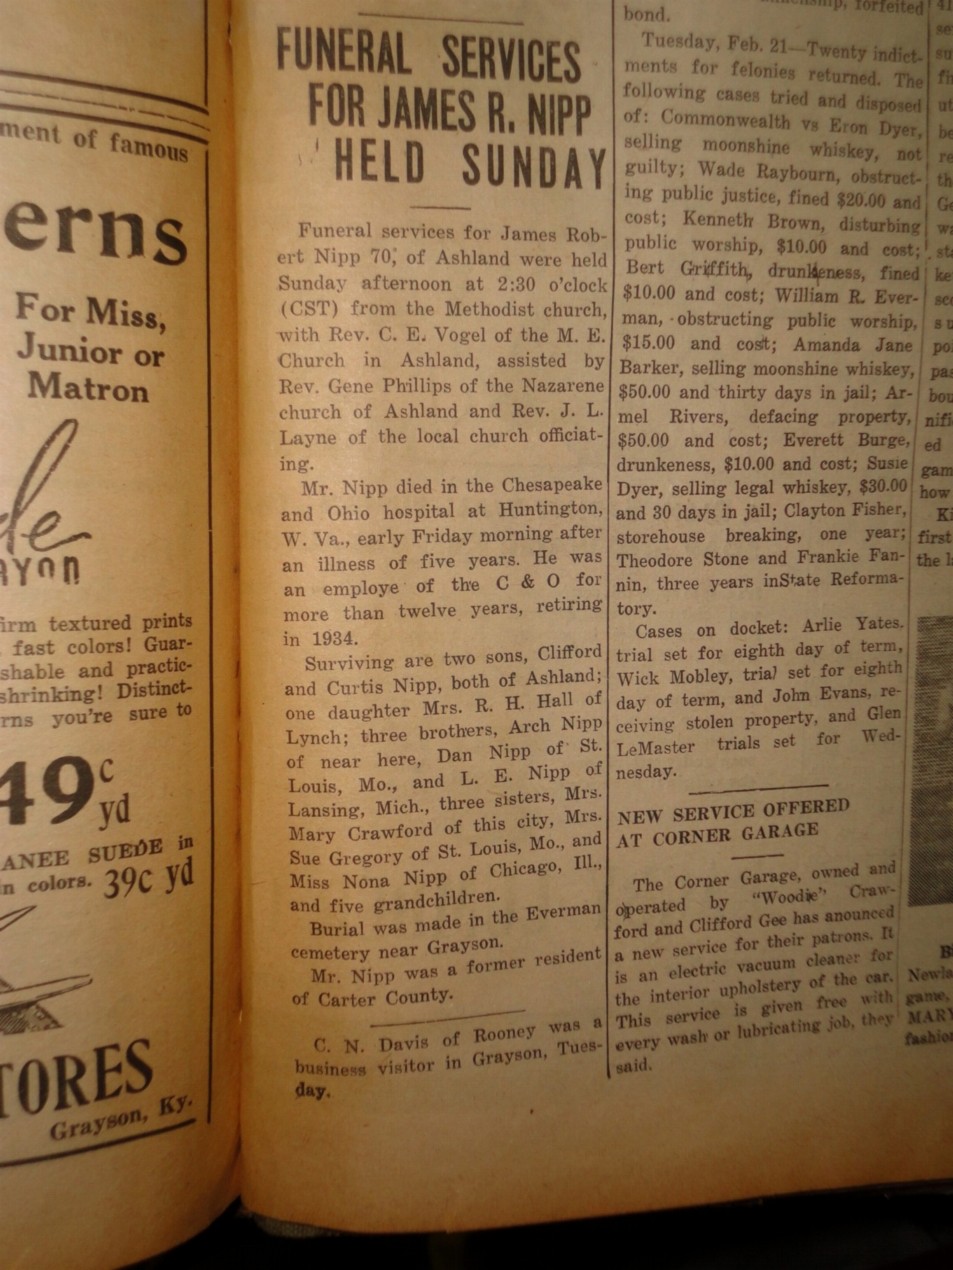 ment of famous
erns
For Miss,
Junior or
Matron
irm textured prints
fast colors! Guar-
shable and practic-
shrinking! Distinct-
rns you're sure to
49c
yd
ANEE SUEDE in
n colors. 39c yd
TORES
Grayson, Ky.
FUNERAL SERVICES
FOR JAMES R. NIPP
HELD SUNDAY
Funeral services for James Rob-
ert Nipp 70, of Ashland were held
Sunday afternoon at 2:30 o'clock
(CST) from the Methodist church,
with Rev. C. E. Vogel of the M. E.
Church in Ashland, assisted by
Rev. Gene Phillips of the Nazarene
church of Ashland and Rev. J. L.
Layne of the local church officiat-
ing.
Mr. Nipp died in the Chesapeake
and Ohio hospital at Huntington,
W. Va., early Friday morning after
an illness of five years. He was
an employe of the C & O for
more than twelve years, retiring
in 1934.
Surviving are two sons, Clifford
and Curtis Nipp, both of Ashland;
one daughter Mrs. R. H. Hall of
Lynch; three brothers, Arch Nipp
of near here, Dan Nipp of St.
Louis, Mo., and L. E. Nipp of
Lansing, Mich., three sisters, Mrs.
Mary Crawford of this city, Mrs.
Sue Gregory of St. Louis, Mo., and
Miss Nona Nipp of Chicago, Ill.,
and five grandchildren.
Burial was made in the Everman
cemetery near Grayson.
Mr. Nipp was a former resident
of Carter County.
C. N. Davis of Rooney was a
business visitor in Grayson, Tues-
day.
forfeited
bond.
Tuesday, Feb. 21—Twenty indict-
ments for felonies returned. The
following cases tried and disposed
of: Commonwealth vs Eron Dyer,
selling moonshine whiskey, not
guilty; Wade Raybourn, obstruct-
ing public justice, fined $20.00 and
cost; Kenneth Brown, disturbing
public worship, $10.00 and cost;
Bert Griffith, drunkeness, fined
$10.00 and cost; William R. Ever-
man, obstructing public worship,
$15.00 and cost; Amanda Jane
Barker, selling moonshine whiskey,
$50.00 and thirty days in jail; Ar-
mel Rivers, defacing property,
$50.00 and cost; Everett Burge,
drunkeness, $10.00 and cost; Susie
Dyer, selling legal whiskey, $30.00
and 30 days in jail; Clayton Fisher,
storehouse breaking, one year;
Theodore Stone and Frankie Fan-
nin, three years inState Reforma-
tory.
Cases on docket: Arlie Yates,
trial set for eighth day of term,
Wick Mobley, trial set for eighth
day of term, and John Evans, re-
ceiving stolen property, and Glen
LeMaster trials set for Wed-
nesday.
NEW SERVICE OFFERED
AT CORNER GARAGE
The Corner Garage, owned and
operated by "Woodie" Craw-
ford and Clifford Gee has anounced
a new service for their patrons. It
is an electric vacuum cleaner for
the interior upholstery of the car.
This service is given free with
every wash or lubricating job, they
said.
pas
bou
nifi
ed
gam
how
Ki
first
the l
Newla
game,
MARY
fashion